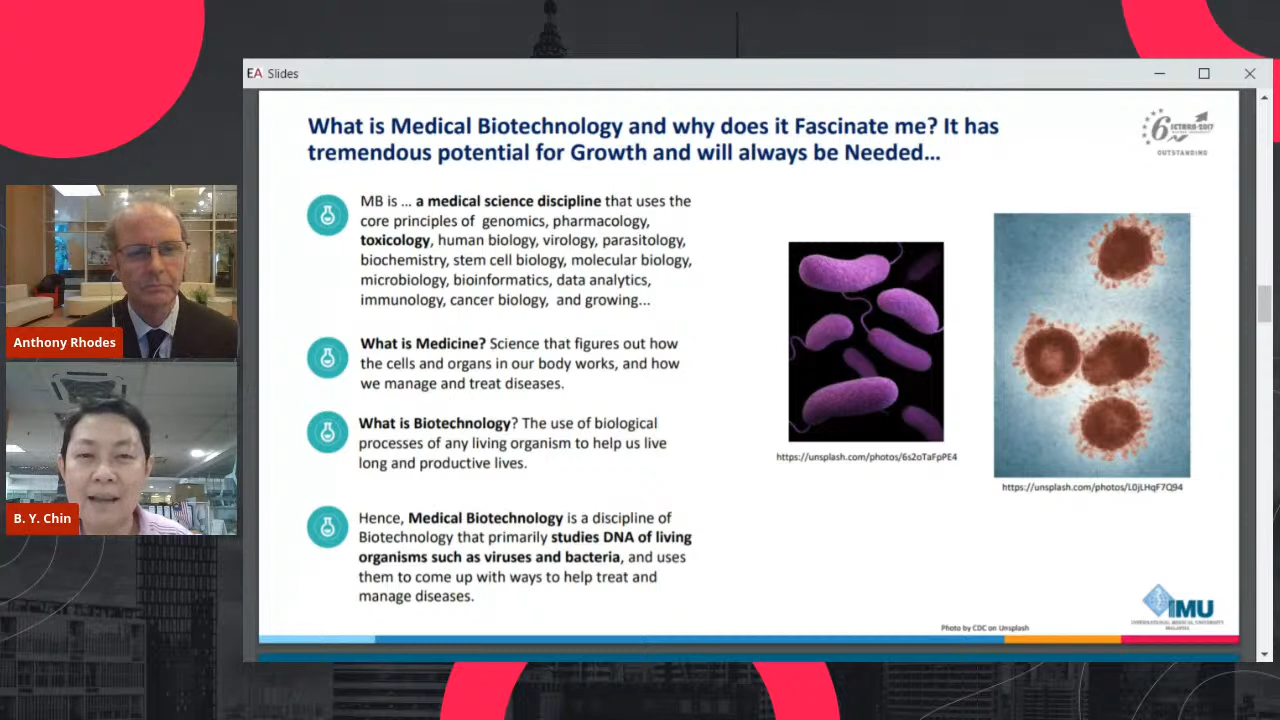 EA Slides
What is Medical Biotechnology and why does it Fascinate me? It has
tremendous potential for Growth and will always be Needed…
6
SETARA-2017
OUTSTANDING
MB is … a medical science discipline that uses the
core principles of genomics, pharmacology,
toxicology, human biology, virology, parasitology,
biochemistry, stem cell biology, molecular biology,
microbiology, bioinformatics, data analytics,
immunology, cancer biology, and growing...
What is Medicine? Science that figures out how
the cells and organs in our body works, and how
we manage and treat diseases.
What is Biotechnology? The use of biological
processes of any living organism to help us live
long and productive lives.
Hence, Medical Biotechnology is a discipline of
Biotechnology that primarily studies DNA of living
organisms such as viruses and bacteria, and uses
them to come up with ways to help treat and
manage diseases.
https://unsplash.com/photos/6s2oTaFpPE4
https://unsplash.com/photos/L0jLHqF7Q94
Photo by CDC on Unsplash
IMU
INTERNATIONAL MEDICAL UNIVERSITY
MALAYSIA
Anthony Rhodes
B. Y. Chin